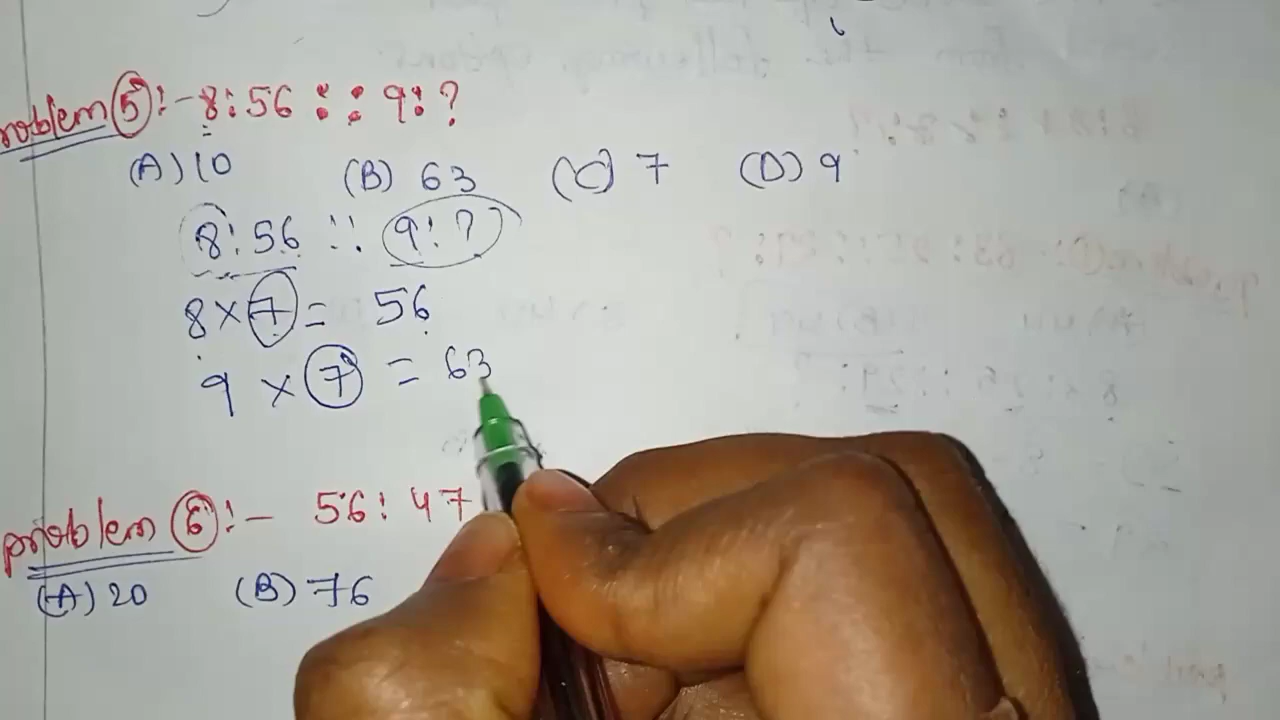 roblem 5 :- 8 : 56 : : 9 : ?
(A) 10 (B) 63 (C) 7 (D) 9
8 : 56 :: 9 : ?
8 × 7 = 56
9 × 7 = 63
problem 6 :- 56 : 47
(A) 20 (B) 76